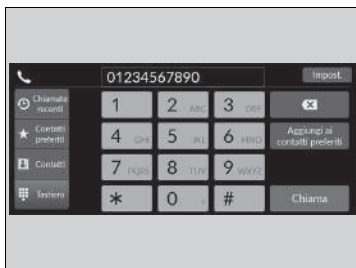 01234567890
Impost.
Chiamate
recenti
1
2 ABC
3 DEF
Contatti
preferiti
4 GHI
5 JKL
6 MNO
Aggiungi ai
contatti preferiti
Contatti
7 PQRS
8 TUV
9 WXYZ
Tastiera
*
0 +
#
Chiama